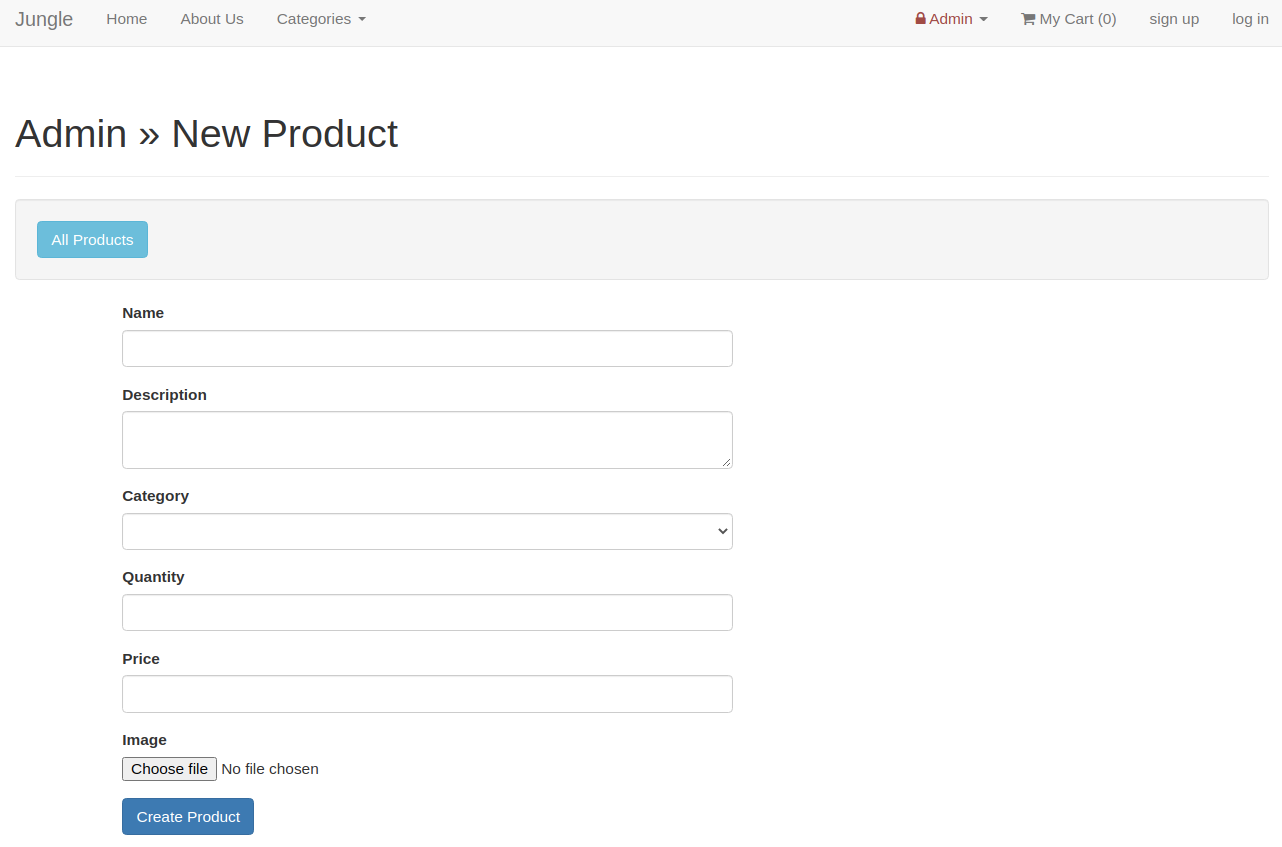 Jungle Home About Us Categories Admin My Cart (0) sign up log in
Admin » New Product
All Products
Name
Description
Category
Quantity
Price
Image
Choose file No file chosen
Create Product